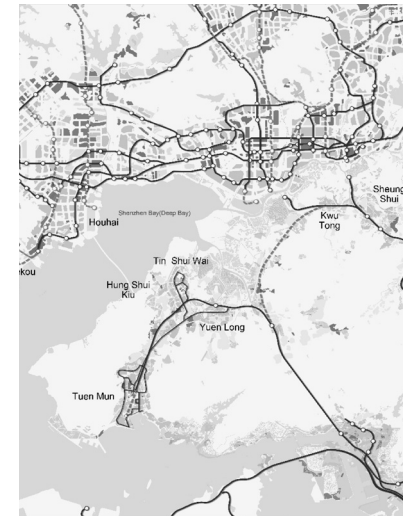 Sheung
Shui
Shenzhen Bay(Deep Bay)
Houhai
Kwu
Tong
ekou
Tin Shui Wai
Hung Shui
Kiu
Yuen Long
Tuen Mun